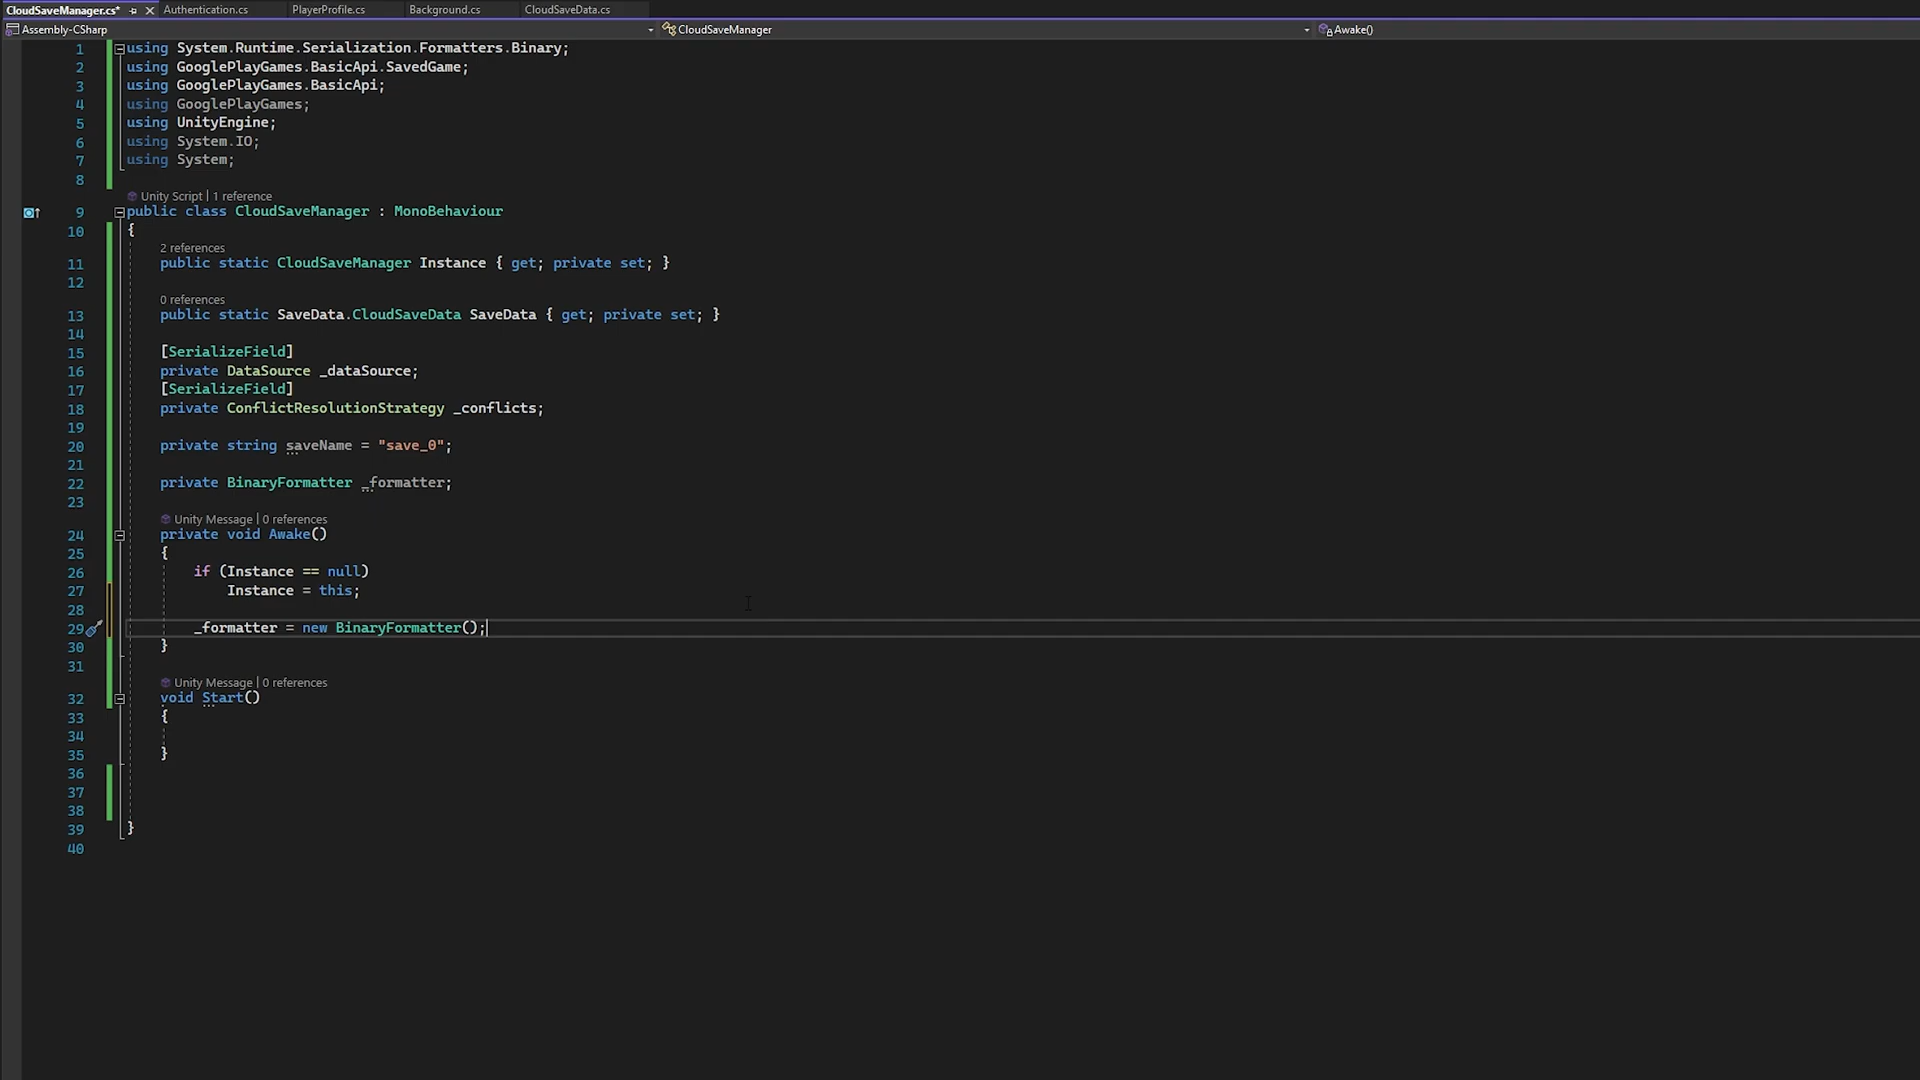 CloudSaveManager.cs* Authentication.cs PlayerProfile.cs Background.cs CloudSaveData.cs
Assembly-CSharp CloudSaveManager Awake()
1 using System.Runtime.Serialization.Formatters.Binary;
2 using GooglePlayGames.BasicApi.SavedGame;
3 using GooglePlayGames.BasicApi;
4 using GooglePlayGames;
5 using UnityEngine;
6 using System.IO;
7 using System;
8
Unity Script | 1 reference
9 public class CloudSaveManager : MonoBehaviour
10 {
2 references
11 public static CloudSaveManager Instance { get; private set; }
12
0 references
13 public static SaveData.CloudSaveData SaveData { get; private set; }
14
15 [SerializeField]
16 private DataSource _dataSource;
17 [SerializeField]
18 private ConflictResolutionStrategy _conflicts;
19
20 private string saveName = "save_0";
21
22 private BinaryFormatter _formatter;
23
Unity Message | 0 references
24 private void Awake()
25 {
26 if (Instance == null)
27 Instance = this;
28
29 _formatter = new BinaryFormatter();
30 }
31
Unity Message | 0 references
32 void Start()
33 {
34
35 }
36
37
38
39 }
40